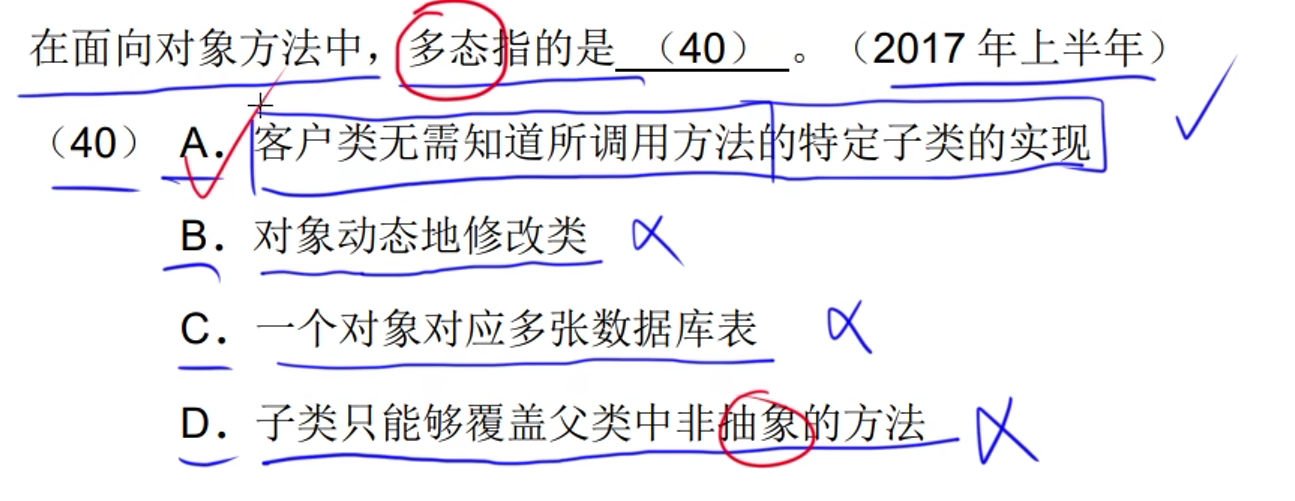 在面向对象方法中，多态指的是 （40） 。（2017 年上半年）
（40） A．客户类无需知道所调用方法的特定子类的实现
B．对象动态地修改类
C．一个对象对应多张数据库表
D．子类只能够覆盖父类中非抽象的方法